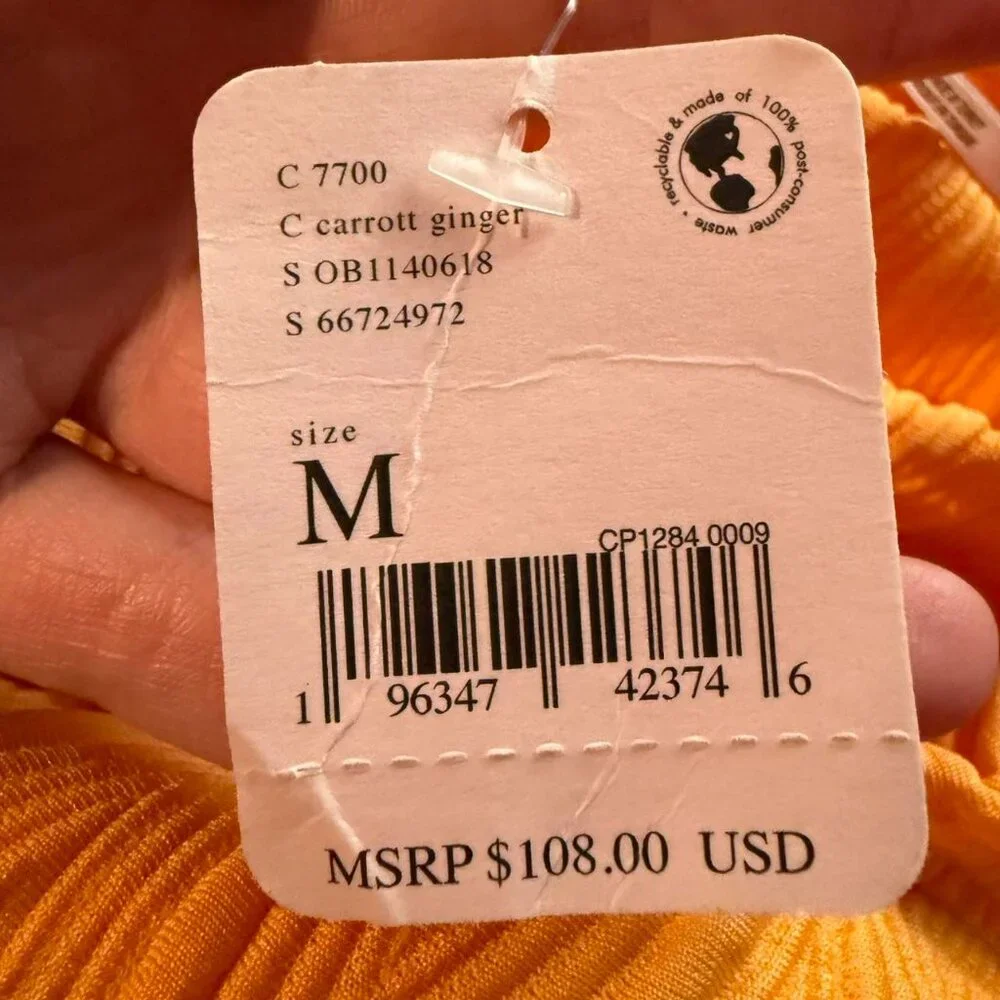 C 7700
C carrott ginger
S OB1140618
S 66724972
recyclable & made of 100% post-consumer waste •
size
M
CP1284 0009
1 96347 42374 6
MSRP $108.00 USD